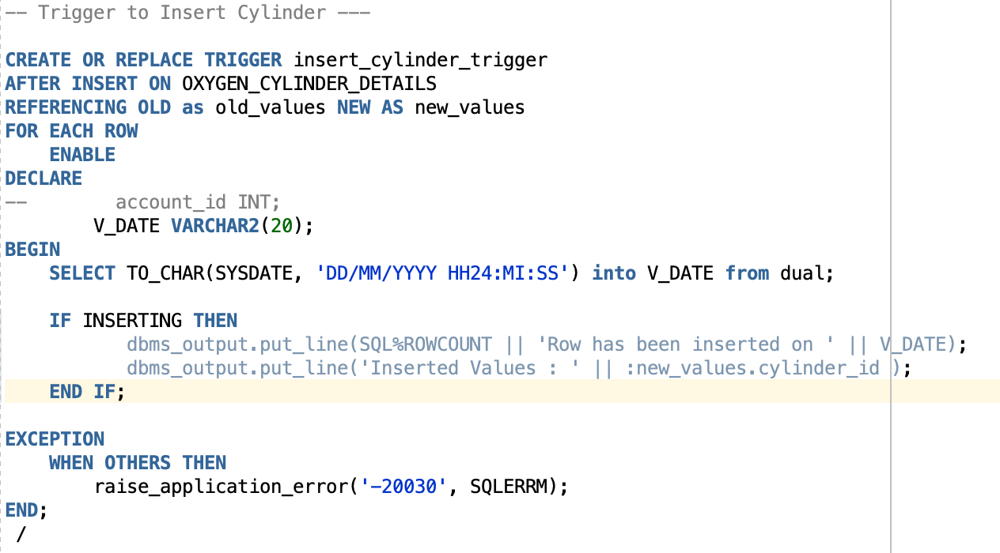 -- Trigger to Insert Cylinder ---
CREATE OR REPLACE TRIGGER insert_cylinder_trigger
AFTER INSERT ON OXYGEN_CYLINDER_DETAILS
REFERENCING OLD as old_values NEW AS new_values
FOR EACH ROW
    ENABLE
DECLARE
--        account_id INT;
        V_DATE VARCHAR2(20);
BEGIN
    SELECT TO_CHAR(SYSDATE, 'DD/MM/YYYY HH24:MI:SS') into V_DATE from dual;
    IF INSERTING THEN
           dbms_output.put_line(SQL%ROWCOUNT || 'Row has been inserted on ' || V_DATE);
           dbms_output.put_line('Inserted Values : ' || :new_values.cylinder_id );
    END IF;
EXCEPTION
    WHEN OTHERS THEN
        raise_application_error('-20030', SQLERRM);
END;
 /